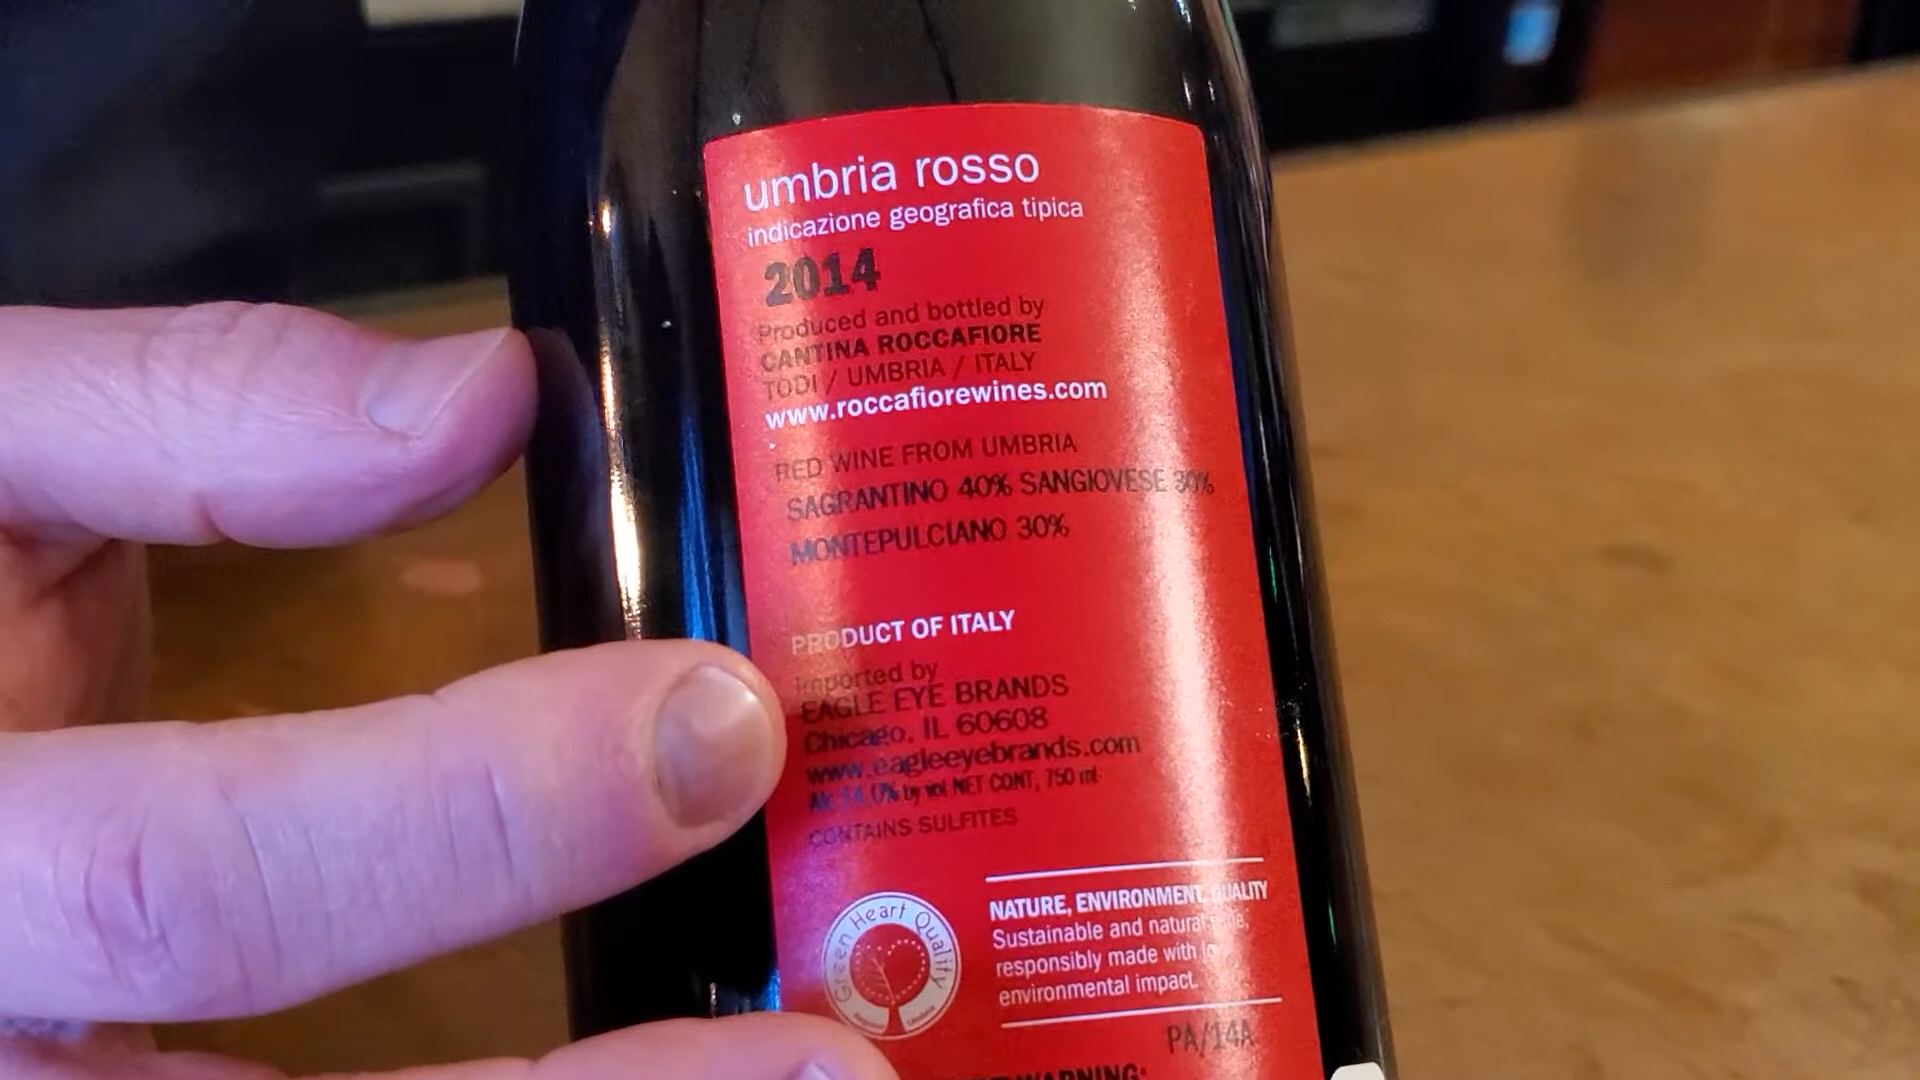 umbria rosso
indicazione geografica tipica
2014
Produced and bottled by
CANTINA ROCCAFIORE
TODI / UMBRIA / ITALY
www.roccafiorewines.com
RED WINE FROM UMBRIA
SAGRANTINO 40% SANGIOVESE 30%
MONTEPULCIANO 30%
PRODUCT OF ITALY
Imported by
EAGLE EYE BRANDS
Chicago, IL 60608
www.eagleeyebrands.com
Alc 14,0% by vol NET CONT, 750 ml
CONTAINS SULFITES
Green Heart Quality
NATURE, ENVIRONMENT, QUALITY
Sustainable and natural
responsibly made with
environmental impact.
PA/14A
WARNING: